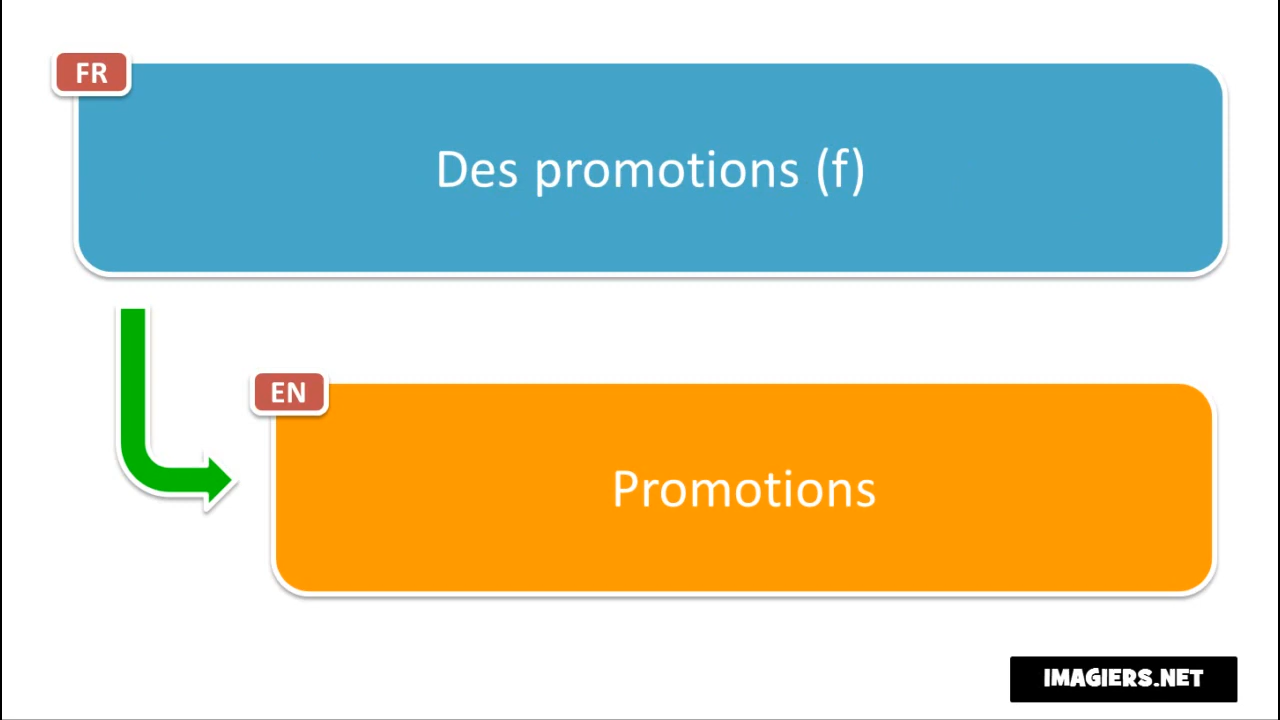 FR
Des promotions (f)
EN
Promotions
IMAGIERS.NET